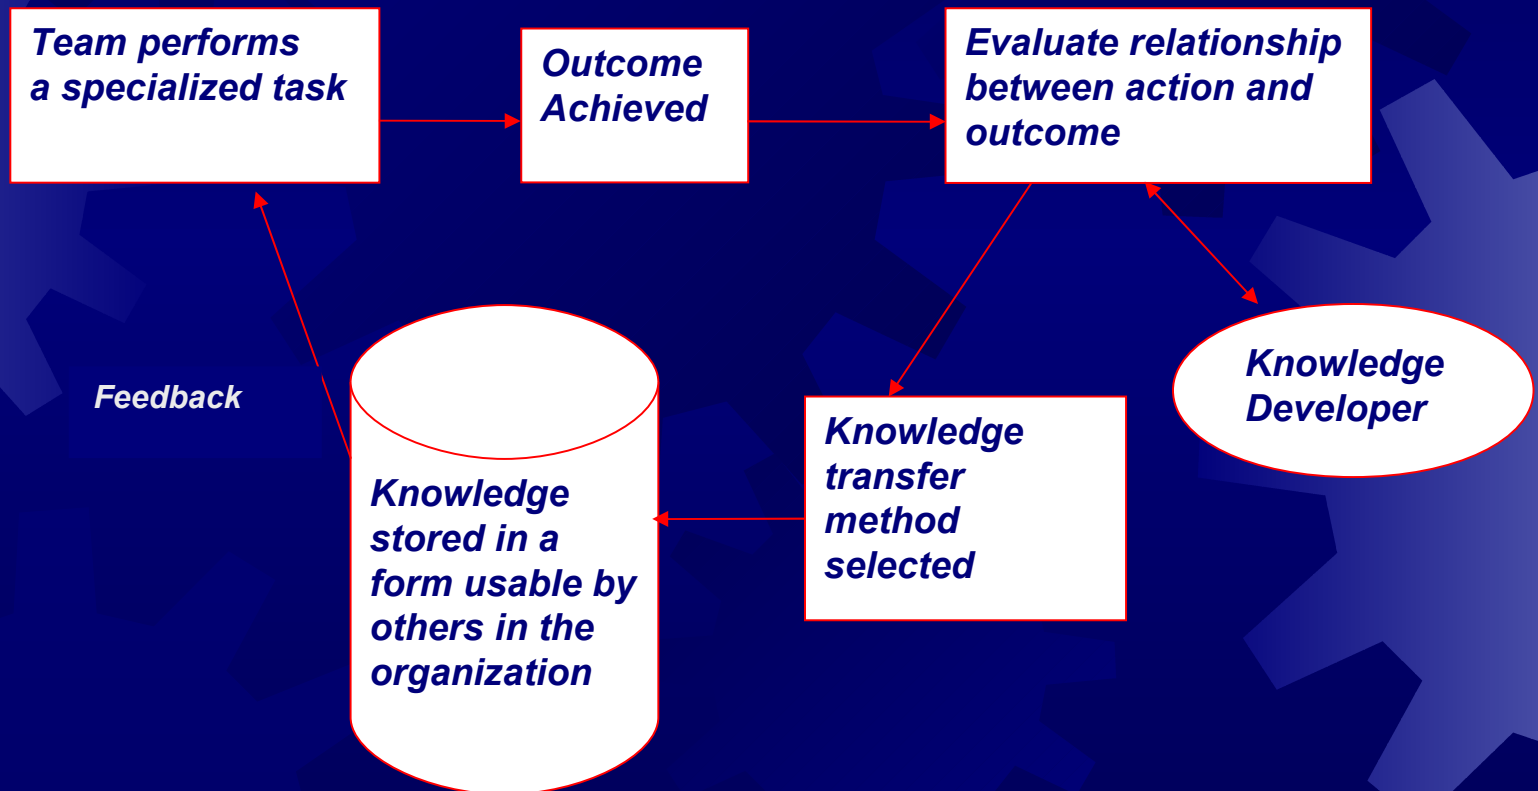 Team performs
a specialized task
Outcome
Achieved
Evaluate relationship
between action and
outcome
Feedback
Knowledge
stored in a
form usable by
others in the
organization
Knowledge
transfer
method
selected
Knowledge
Developer